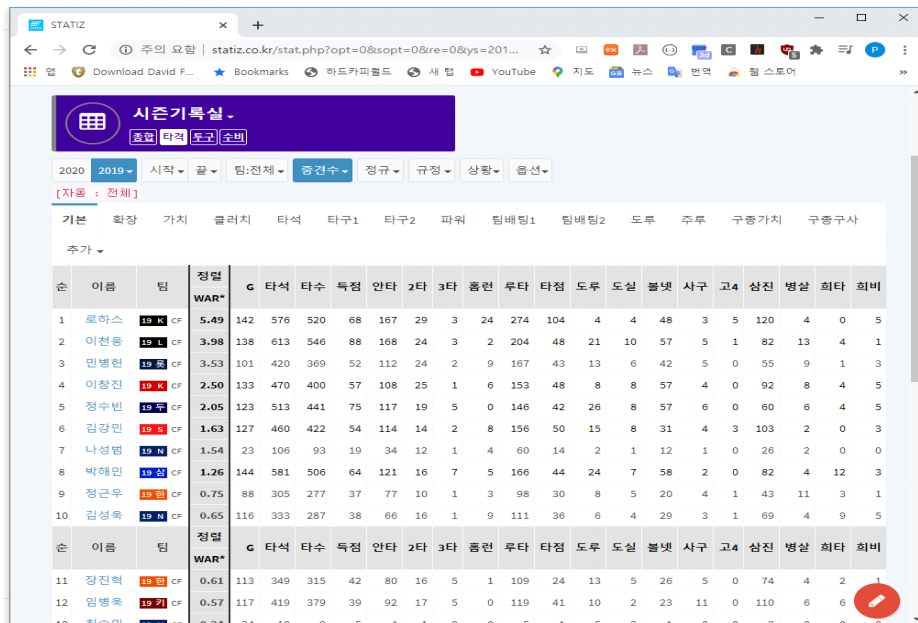 STATIZ
주의 요함 | statiz.co.kr/stat.php?opt=0&sopt=0&re=0&ys=201...
앱 Download David F... Bookmarks 하드카피월드 새 탭 YouTube 지도 뉴스 번역 웹 스토어 »
시즌기록실
종합 타격 투구 수비
2020 2019 시작 끝 팀:전체 중견수 정규 규정 상황 옵션
[자동 : 전체]
기본 확장 가치 클러치 타석 타구1 타구2 파워 팀배팅1 팀배팅2 도루 주루 구종가치 구종구사
추가
순 이름 팀 정렬 WAR* G 타석 타수 득점 안타 2타 3타 홈런 루타 타점 도루 도실 볼넷 사구 고4 삼진 병살 희타 희비
1 로하스 19 K CF 5.49 142 576 520 68 167 29 3 24 274 104 4 4 48 3 5 120 4 0 5
2 이천웅 19 L CF 3.98 138 613 546 88 168 24 3 2 204 48 21 10 57 5 1 82 13 4 1
3 민병헌 19 롯 CF 3.53 101 420 369 52 112 24 2 9 167 43 13 6 42 5 0 55 9 1 3
4 이창진 19 K CF 2.50 133 470 400 57 108 25 1 6 153 48 8 8 57 4 0 92 8 4 5
5 정수빈 19 두 CF 2.05 123 513 441 75 117 19 5 0 146 42 26 8 57 6 0 60 6 4 5
6 김강민 19 S CF 1.63 127 460 422 54 114 14 2 8 156 50 15 8 31 4 3 103 2 0 3
7 나성범 19 N CF 1.54 23 106 93 19 34 12 1 4 60 14 2 1 12 1 0 26 2 0 0
8 박해민 19 삼 CF 1.26 144 581 506 64 121 16 7 5 166 44 24 7 58 2 0 82 4 12 3
9 정근우 19 한 CF 0.75 88 305 277 37 77 10 1 3 98 30 8 5 20 4 1 43 11 3 1
10 김성욱 19 N CF 0.65 116 333 287 38 66 16 1 9 111 36 6 4 29 3 1 69 4 9 5
순 이름 팀 정렬 WAR* G 타석 타수 득점 안타 2타 3타 홈런 루타 타점 도루 도실 볼넷 사구 고4 삼진 병살 희타 희비
11 장진혁 19 한 CF 0.61 113 349 315 42 80 16 5 1 109 24 13 5 26 5 0 74 4 2 1
12 임병욱 19 키 CF 0.57 117 419 379 39 92 17 5 0 119 41 10 2 23 11 0 110 6 6